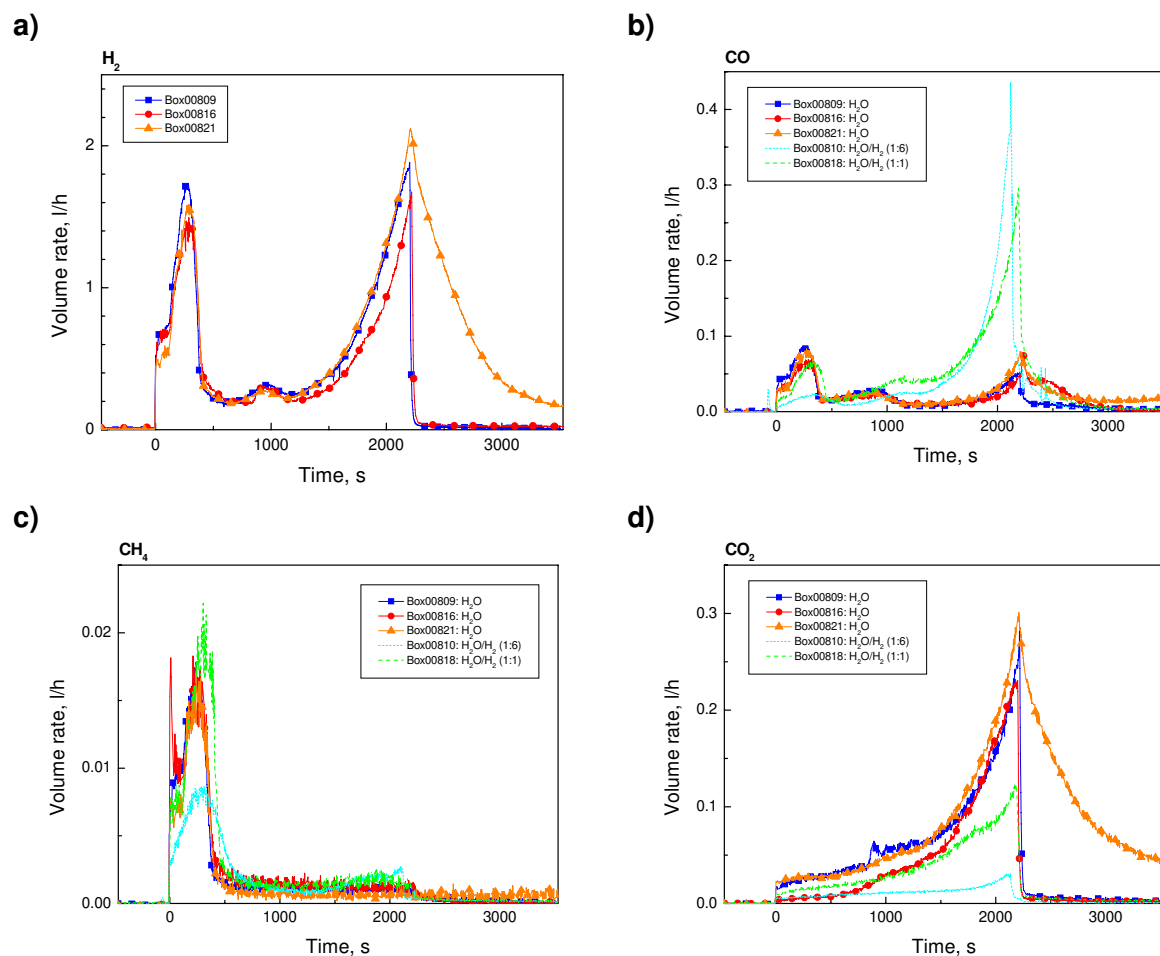 a)
H₂
Box00809
Box00816
Box00821
2
1
0
Volume rate, l/h
0 1000 2000 3000
Time, s
b)
CO
Box00809: H₂O
Box00816: H₂O
Box00821: H₂O
Box00810: H₂O/H₂ (1:6)
Box00818: H₂O/H₂ (1:1)
0.4
0.3
0.2
0.1
0.0
Volume rate, l/h
0 1000 2000 3000
Time, s
c)
CH₄
Box00809: H₂O
Box00816: H₂O
Box00821: H₂O
Box00810: H₂O/H₂ (1:6)
Box00818: H₂O/H₂ (1:1)
0.02
0.01
0.00
Volume rate, l/h
0 1000 2000 3000
Time, s
d)
CO₂
Box00809: H₂O
Box00816: H₂O
Box00821: H₂O
Box00810: H₂O/H₂ (1:6)
Box00818: H₂O/H₂ (1:1)
0.3
0.2
0.1
0.0
Volume rate, l/h
0 1000 2000 3000
Time, s